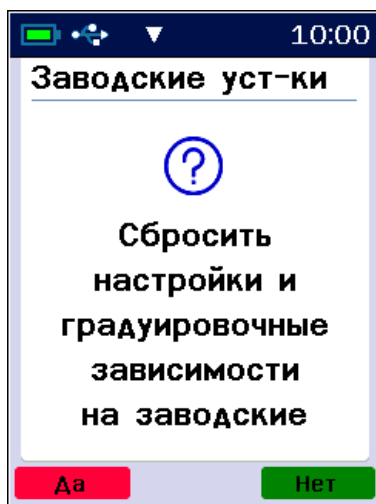 10:00
Заводские уст-ки
?
Сбросить
настройки и
градуировочные
зависимости
на заводские
Да Нет